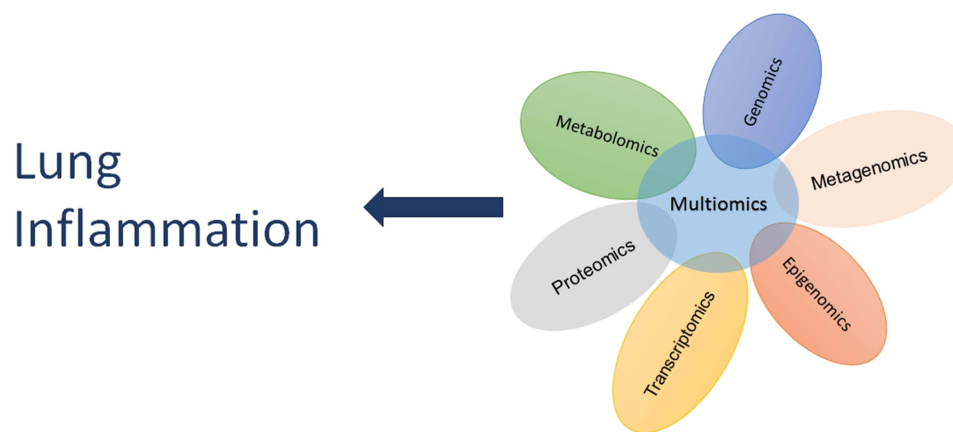 Lung
Inflammation
Genomics
Metabolomics
Metagenomics
Multiomics
Proteomics
Epigenomics
Transcriptomics